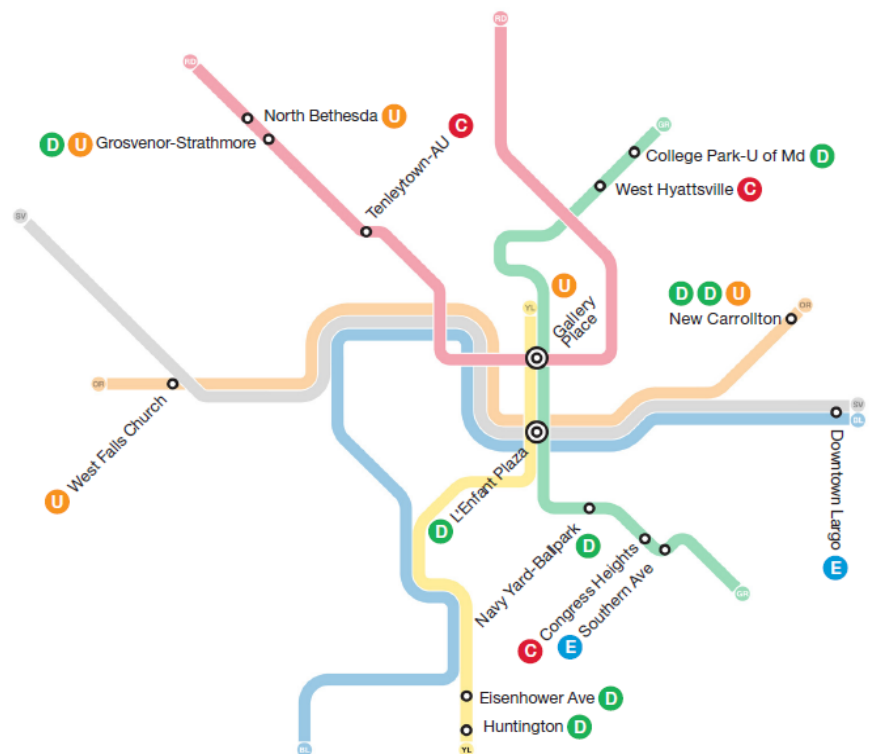 RD
RD
North Bethesda U
C
D U Grosvenor-Strathmore
Tenleytown-AU
GR
College Park-U of Md D
West Hyattsville C
SV
U
YL
Gallery
Place
D D U
New Carrollton
OR
OR
West Falls Church
U
SV
BL
L'Enfant Plaza
D
Downtown Largo
E
Navy Yard-Ballpark
D
Congress Heights
C
Southern Ave
E
GR
Eisenhower Ave D
Huntington D
BL
YL